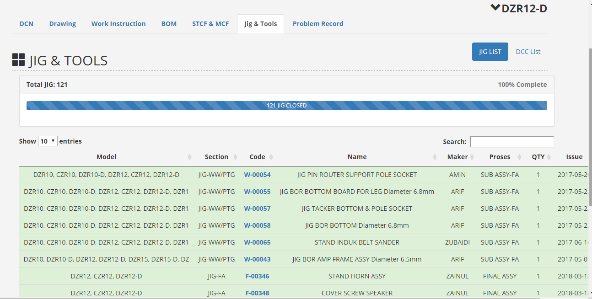 DZR12-D
DCN Drawing Work Instruction BOM STCF & MCF Jig & Tools Problem Record
JIG & TOOLS
JIG LIST OCC List
Total JIG: 121 100% Complete
121 JIG CLOSED
Show 10 entries Search:
Model Section Code Name Maker Proses QTY Issue
DZR10, CZR10, DZR10-D, DZR12, CZR12, DZR12-D JIG-WW/PTG W-00054 JIG PIN ROUTER SUPPORT POLE SOCKET AMIN SUB ASSY-FA 1 2017-05-2
DZR10, CZR10, DZR10-D, DZR12, CZR12, DZR12-D, DZR1 JIG-WW/PTG W-00055 JIG BOR BOTTOM BOARD FOR LEG Diameter 6.8mm ARIF SUB ASSY-FA 1 2017-05-2
DZR10, CZR10, DZR10-D, DZR12, CZR12, DZR12-D, DZR1 JIG-WW/PTG W-00057 JIG TACKER BOTTOM & POLE SOCKET ARIF SUB ASSY-FA 1 2017-05-2
DZR10, CZR10, DZR10-D, DZR12, CZR12, DZR12-D, DZR1 JIG-WW/PTG W-00058 JIG BOR BOTTOM Diameter 6.8mm ARIF SUB ASSY-FA 1 2017-05-2
DZR10, CZR10, DZR10-D, DZR12, CZR12, DZR12-D, DZR1 JIG-WW/PTG W-00065 STAND INDUK BELT SANDER ZUBAIDI SUB ASSY-FA 1 2017-06-1
DZR10, DZR10-D, DZR12, DZR12-D, DZR15, DZR15-D, DZ JIG-WW/PTG W-00043 JIG BOR AMP FRAME ASSY Diameter 6.5mm ARIF SUB ASSY-FA 1 2017-05-0
DZR12, CZR12, DZR12-D JIG-FA F-00346 STAND HORN ASSY ZAINUL FINAL ASSY 1 2018-03-1
DZR12, CZR12, DZR12-D JIG-FA F-00348 COVER SCREW SPEAKER ZAINUL FINAL ASSY 1